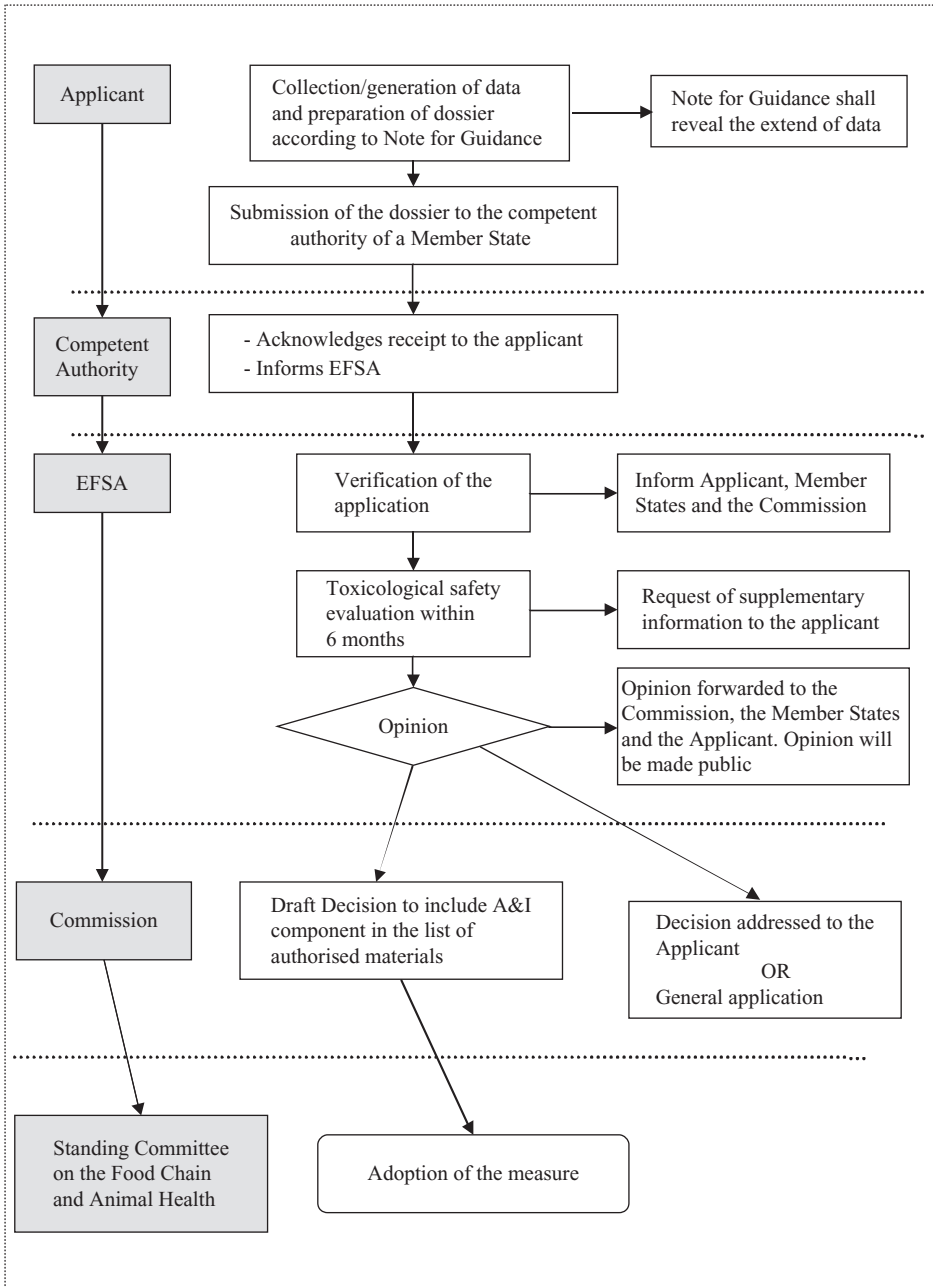 Applicant
Collection/generation of data
and preparation of dossier
according to Note for Guidance
Note for Guidance shall
reveal the extend of data
Submission of the dossier to the competent
authority of a Member State
Competent
Authority
- Acknowledges receipt to the applicant
- Informs EFSA
EFSA
Verification of the
application
Inform Applicant, Member
States and the Commission
Toxicological safety
evaluation within
6 months
Request of supplementary
information to the applicant
Opinion
Opinion forwarded to the
Commission, the Member States
and the Applicant. Opinion will
be made public
Commission
Draft Decision to include A&I
component in the list of
authorised materials
Decision addressed to the
Applicant
OR
General application
Standing Committee
on the Food Chain
and Animal Health
Adoption of the measure